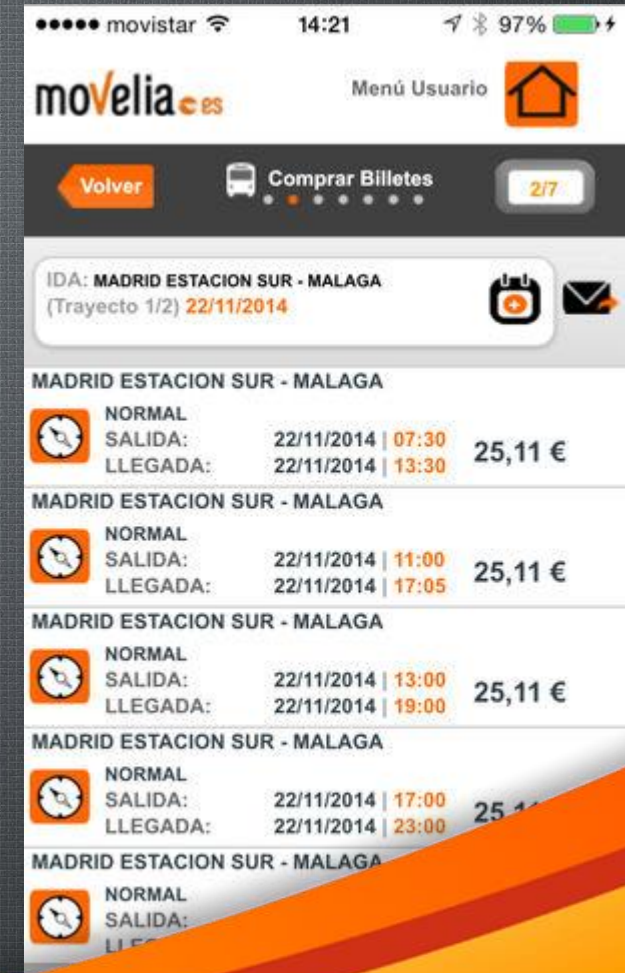 movistar 14:21 97%
movelia.es Menú Usuario
Volver Comprar Billetes 2/7
IDA: MADRID ESTACION SUR - MALAGA
(Trayecto 1/2) 22/11/2014
MADRID ESTACION SUR - MALAGA
NORMAL
SALIDA: 22/11/2014 | 07:30
25,11 €
LLEGADA: 22/11/2014 | 13:30
MADRID ESTACION SUR - MALAGA
NORMAL
SALIDA: 22/11/2014 | 11:00
25,11 €
LLEGADA: 22/11/2014 | 17:05
MADRID ESTACION SUR - MALAGA
NORMAL
SALIDA: 22/11/2014 | 13:00
25,11 €
LLEGADA: 22/11/2014 | 19:00
MADRID ESTACION SUR - MALAGA
NORMAL
SALIDA: 22/11/2014 | 17:00
LLEGADA: 22/11/2014 | 23:00
MADRID ESTACION SUR - MALAGA
NORMAL
SALIDA: